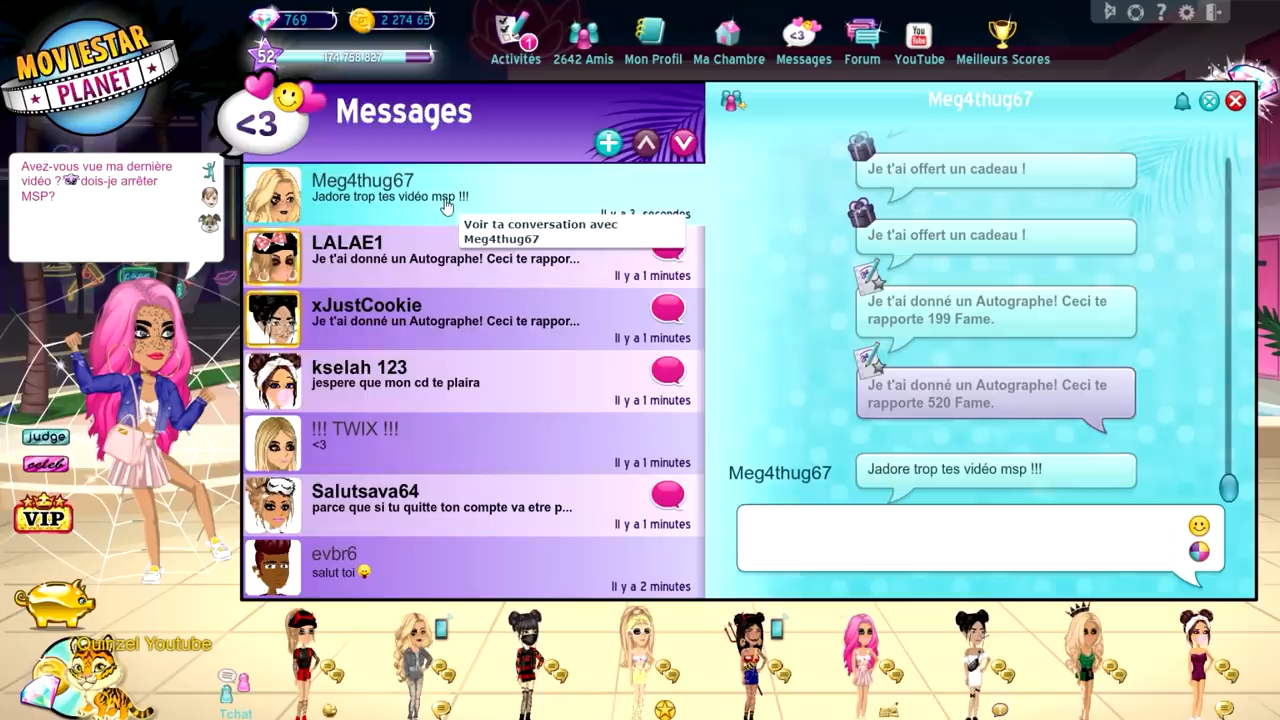 769
2 274 65
52
174 758 827
1
<3
Activités
2642 Amis
Mon Profil
Ma Chambre
Messages
Forum
YouTube
Meilleurs Scores
You
Tube
MOVIESTAR
PLANET
<3
Messages
Meg4thug67
Avez-vous vue ma dernière
vidéo ? dois-je arrêter
MSP?
Meg4thug67
Jadore trop tes vidéo msp !!!
Il y a 3 secondes
Voir ta conversation avec
Meg4thug67
LALAE1
Je t'ai donné un Autographe! Ceci te rappor...
Il y a 1 minutes
xJustCookie
Je t'ai donné un Autographe! Ceci te rappor...
Il y a 1 minutes
kselah 123
jespere que mon cd te plaira
Il y a 1 minutes
!!! TWIX !!!
<3
Il y a 1 minutes
Salutsava64
parce que si tu quitte ton compte va etre p...
Il y a 1 minutes
evbr6
salut toi
Il y a 2 minutes
Je t'ai offert un cadeau !
Je t'ai offert un cadeau !
Je t'ai donné un Autographe! Ceci te
rapporte 199 Fame.
Je t'ai donné un Autographe! Ceci te
rapporte 520 Fame.
Meg4thug67
Jadore trop tes vidéo msp !!!
judge
celeb
VIP
Quinzel Youtube
Tchat